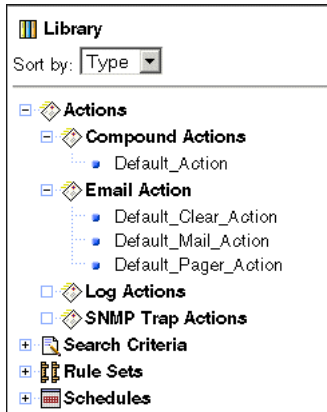 Library
Sort by: Type
Actions
Compound Actions
Default_Action
Email Action
Default_Clear_Action
Default_Mail_Action
Default_Pager_Action
Log Actions
SNMP Trap Actions
Search Criteria
Rule Sets
Schedules